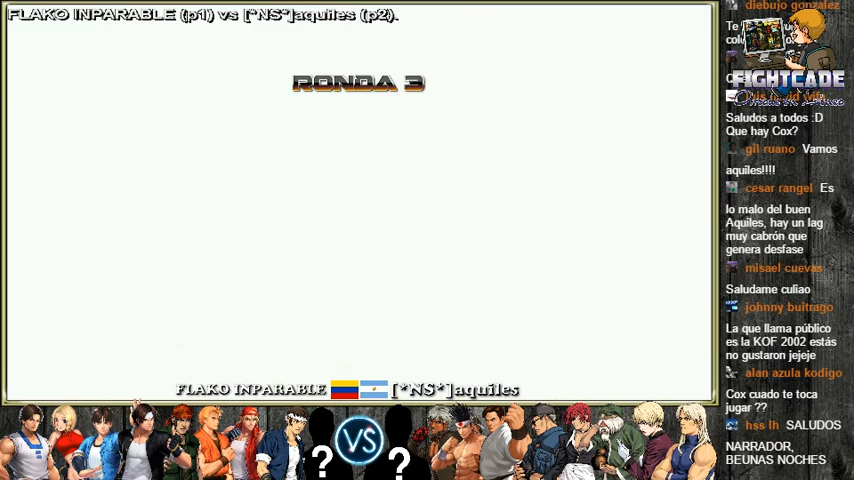 FLAKO INPARABLE (p1) vs [*NS*]aquiles (p2).
RONDA 3
FLAKO INPARABLE [*NS*]aquiles
VS
?
?
diebujo gonzalez
Te
FIGHTCADE
Saludos a todos :D
Que hay Cox?
gil ruano Vamos
aquiles!!!!
cesar rangel Es
lo malo del buen
Aquiles, hay un lag
muy cabrón que
genera desfase
misael cuevas
Saludame culiao
johnny buitrago
La que llama público
es la KOF 2002 estás
no gustaron jejeje
alan azula kodigo
Cox cuado te toca
jugar ??
hss lh SALUDOS
NARRADOR,
BEUNAS NOCHES